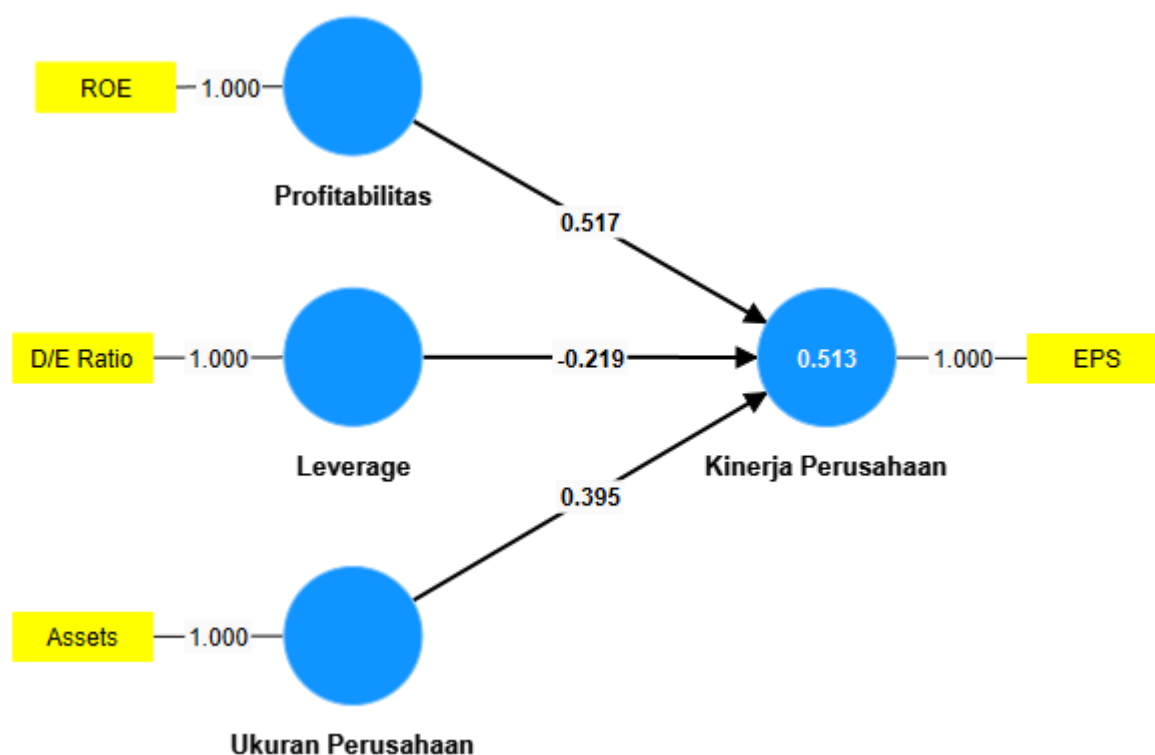 ROE
1.000
Profitabilitas
0.517
D/E Ratio
1.000
-0.219
0.513
1.000
EPS
Leverage
Kinerja Perusahaan
0.395
Assets
1.000
Ukuran Perusahaan